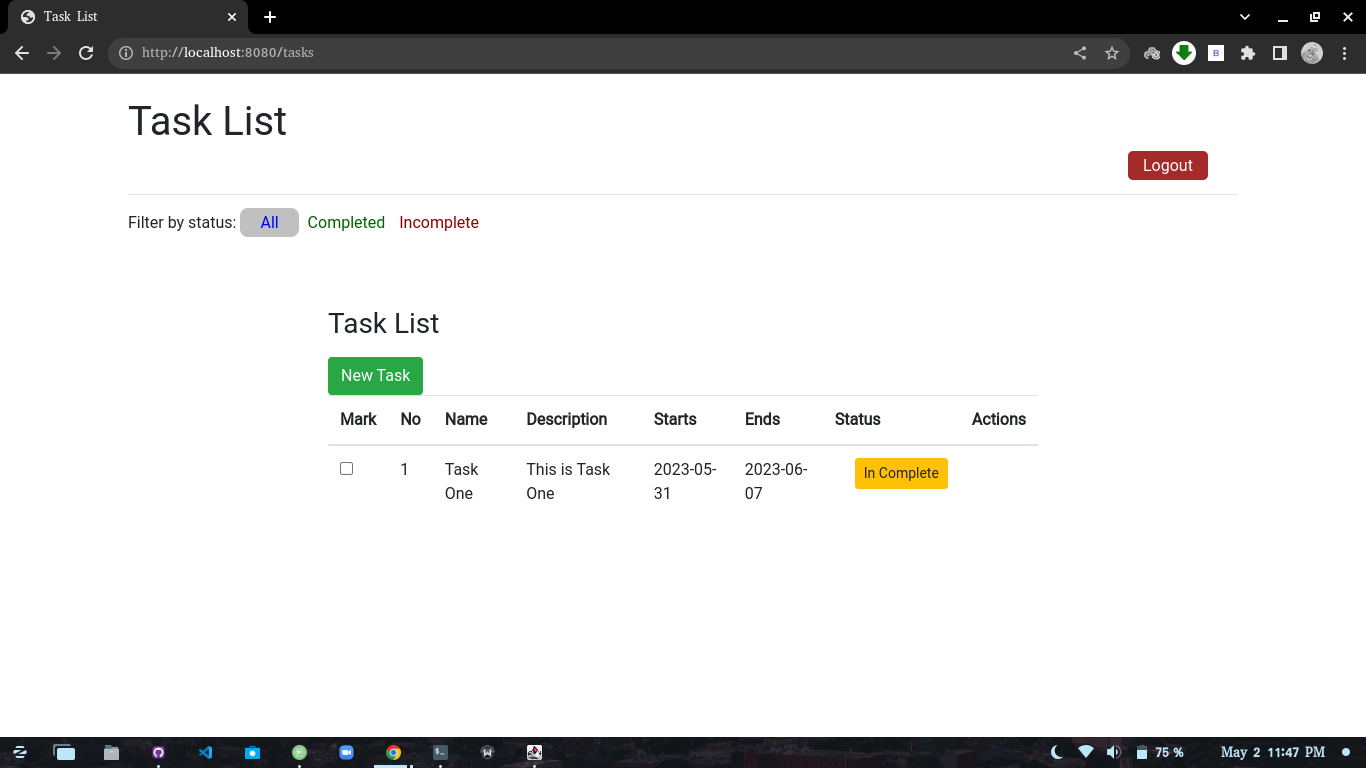 Task List
http://localhost:8080/tasks
B
Task List
Logout
Filter by status: All Completed Incomplete
Task List
New Task
Mark No Name Description Starts Ends Status Actions
1 Task This is Task 2023-05- 2023-06- In Complete
One One 31 07
75 % May 2 11:47 PM